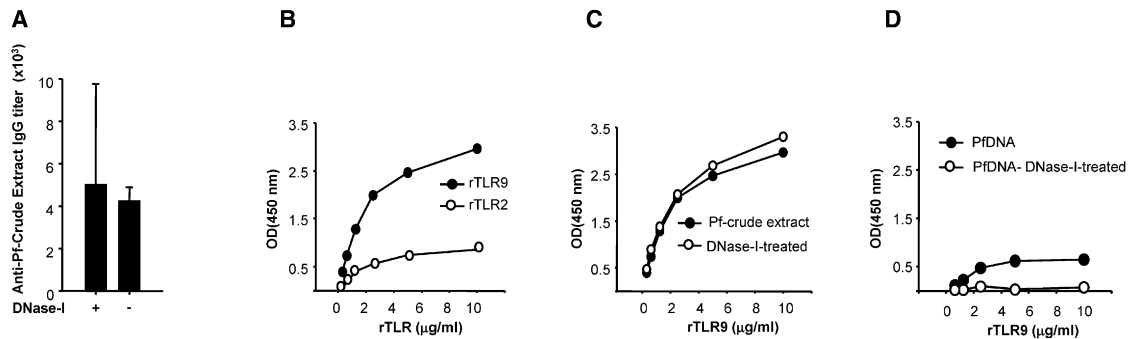 A
B
C
D
Anti-Pf-Crude Extract IgG titer (x10³)
10
8
6
4
2
0
DNase-I + -
OD(450 nm)
3.5
2.5
1.5
0.5
rTLR9
rTLR2
0 2 4 6 8 10
rTLR (µg/ml)
OD(450 nm)
3.5
2.5
1.5
0.5
Pf-crude extract
DNase-I-treated
0 2 4 6 8 10
rTLR9 (µg/ml)
OD(450 nm)
3.5
2.5
1.5
0.5
PfDNA
PfDNA- DNase-I-treated
0 2 4 6 8 10
rTLR9 (µg/ml)